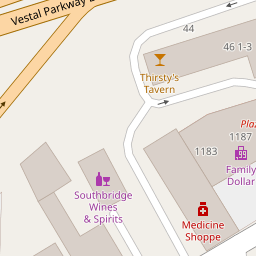 Vestal Parkway
44
46 1-3
Thirsty's
Tavern
Plaz
1187
1183
Family
Dollar
Southbridge
Wines
& Spirits
Medicine
Shoppe